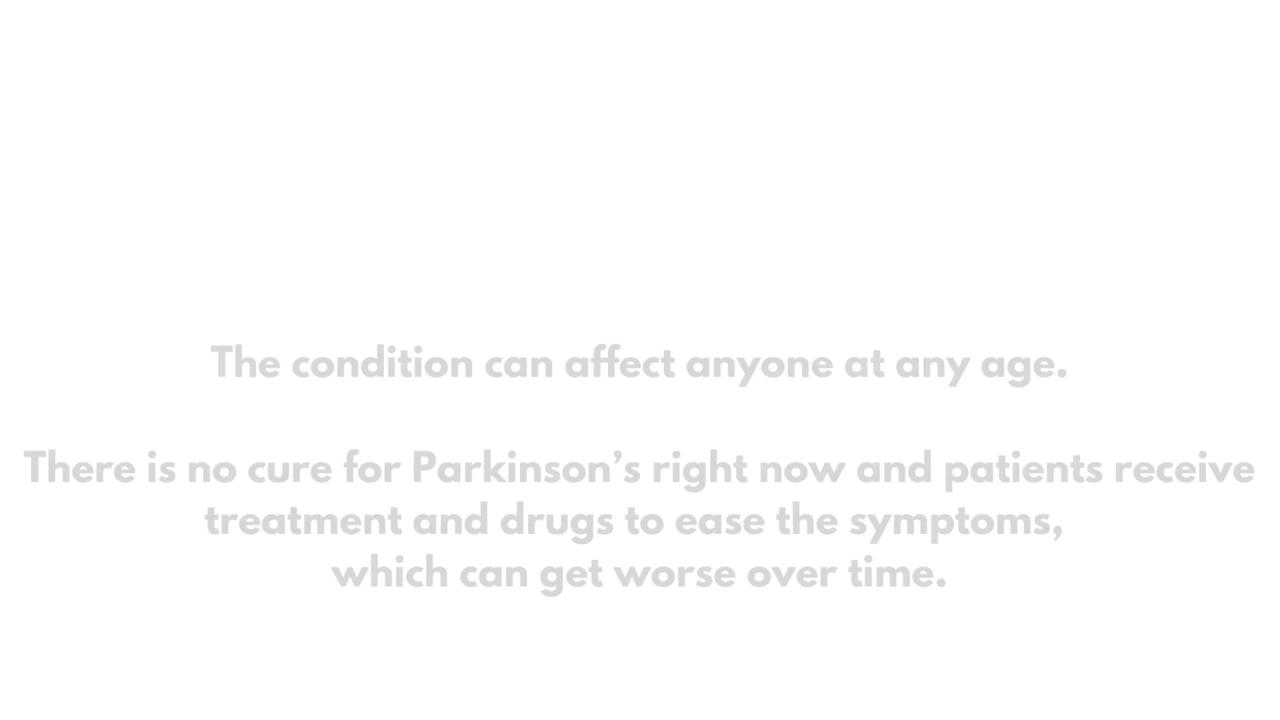 The condition can affect anyone at any age.
There is no cure for Parkinson’s right now and patients receive
treatment and drugs to ease the symptoms,
which can get worse over time.